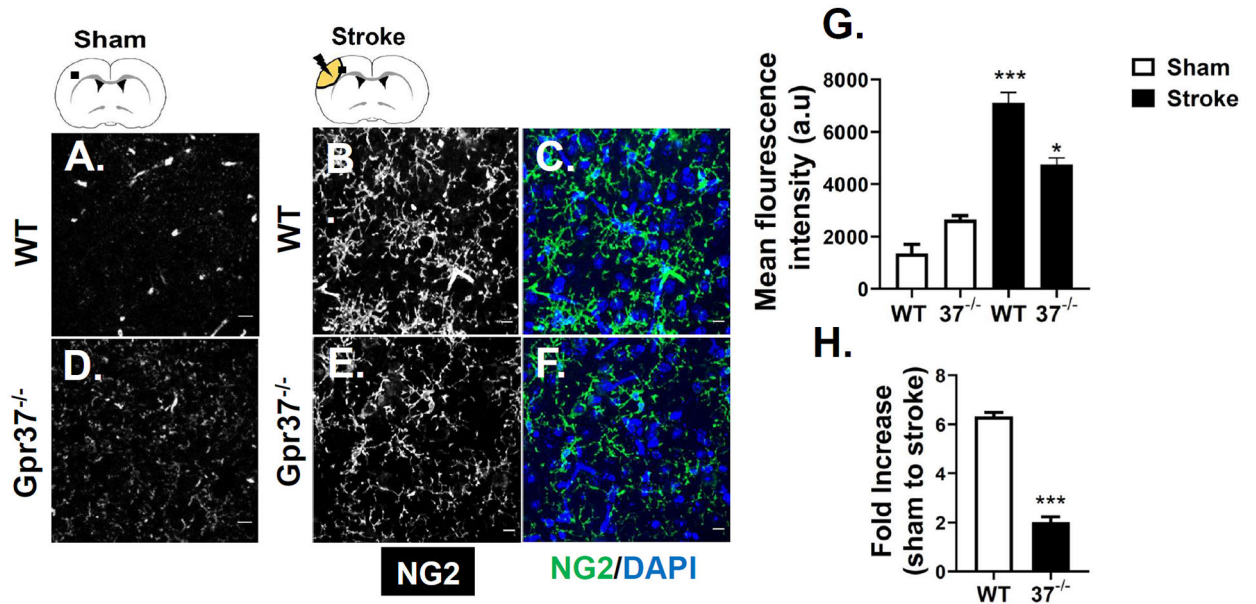 Sham
Stroke
WT
A.
WT
B.
C.
Gpr37-/-
D.
Gpr37-/-
E.
F.
NG2
NG2/DAPI
G.
Mean flourescence
intensity (a.u)
8000
6000
4000
2000
0
***
*
WT 37-/- WT 37-/-
Sham
Stroke
H.
Fold Increase
(sham to stroke)
8
6
4
2
0
***
WT 37-/-